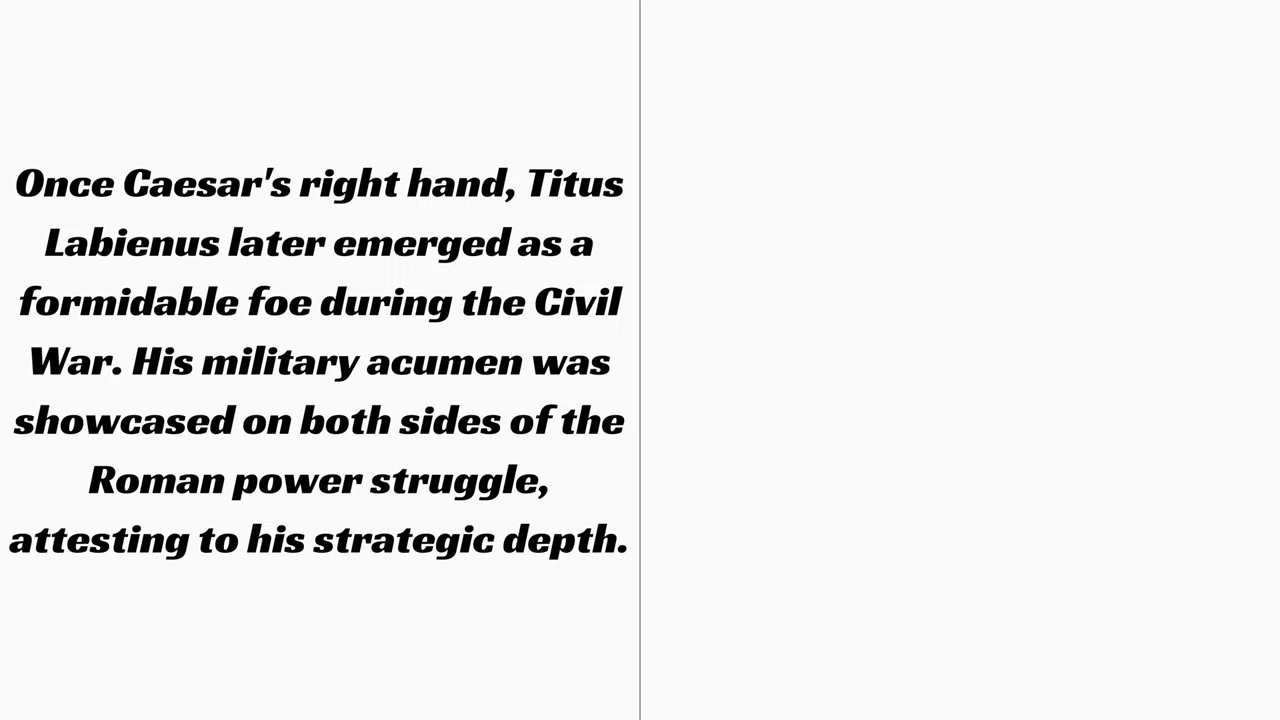 Once Caesar's right hand, Titus
Labienus later emerged as a
formidable foe during the Civil
War. His military acumen was
showcased on both sides of the
Roman power struggle,
attesting to his strategic depth.